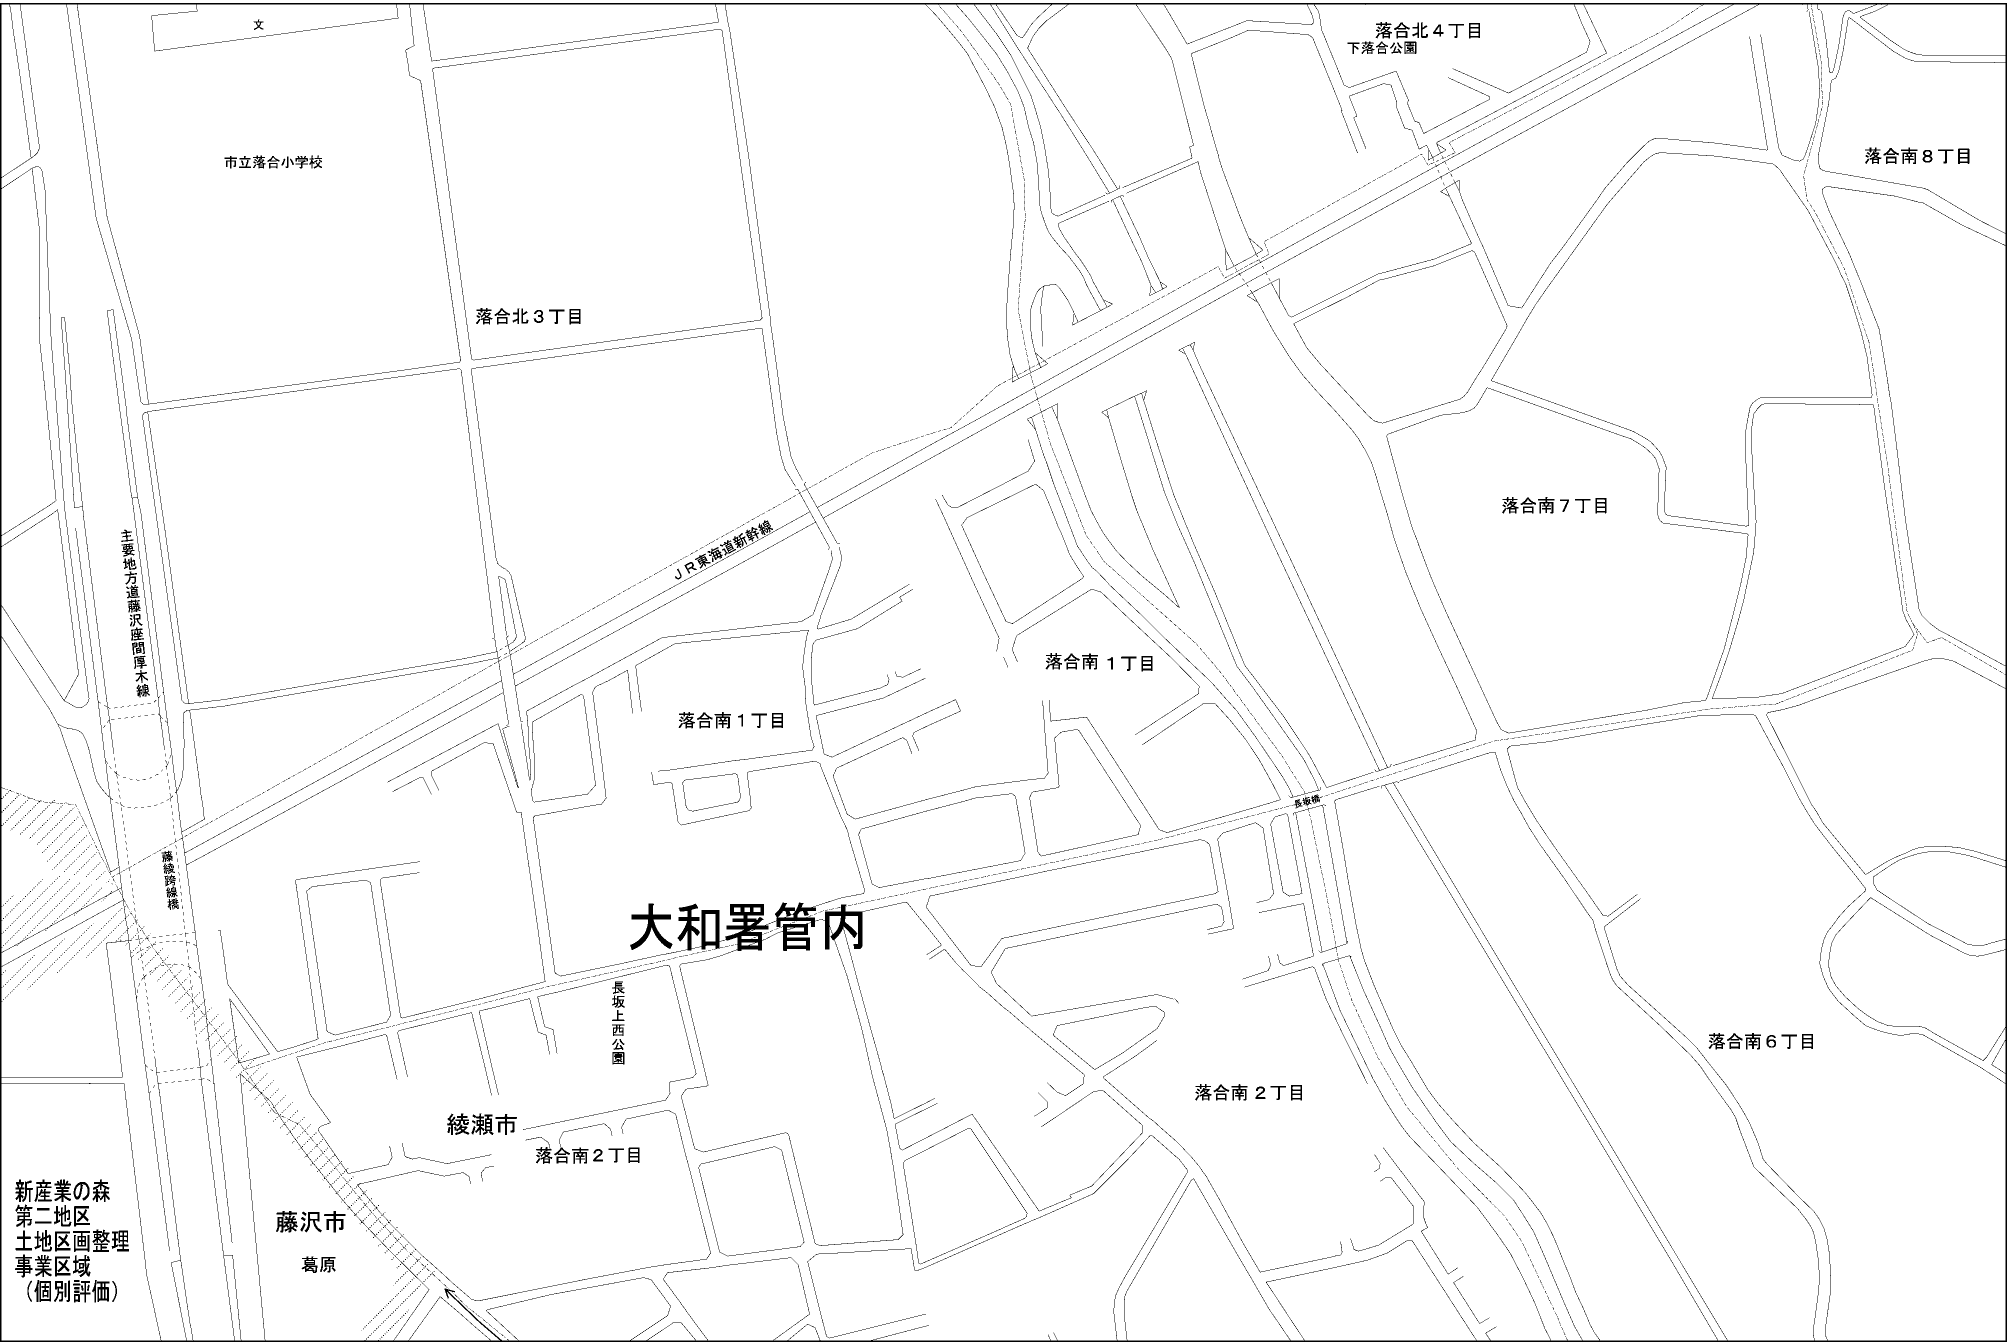 文
落合北４丁目
下落合公園
市立落合小学校
落合南８丁目
落合北３丁目
落合南７丁目
主要地方道藤沢座間厚木線
ＪＲ東海道新幹線
落合南１丁目
落合南１丁目
長坂橋
藤綾跨線橋
大和署管内
長坂上西公園
落合南６丁目
落合南２丁目
綾瀬市
落合南２丁目
新産業の森
第二地区
土地区画整理
事業区域
（個別評価）
藤沢市
葛原